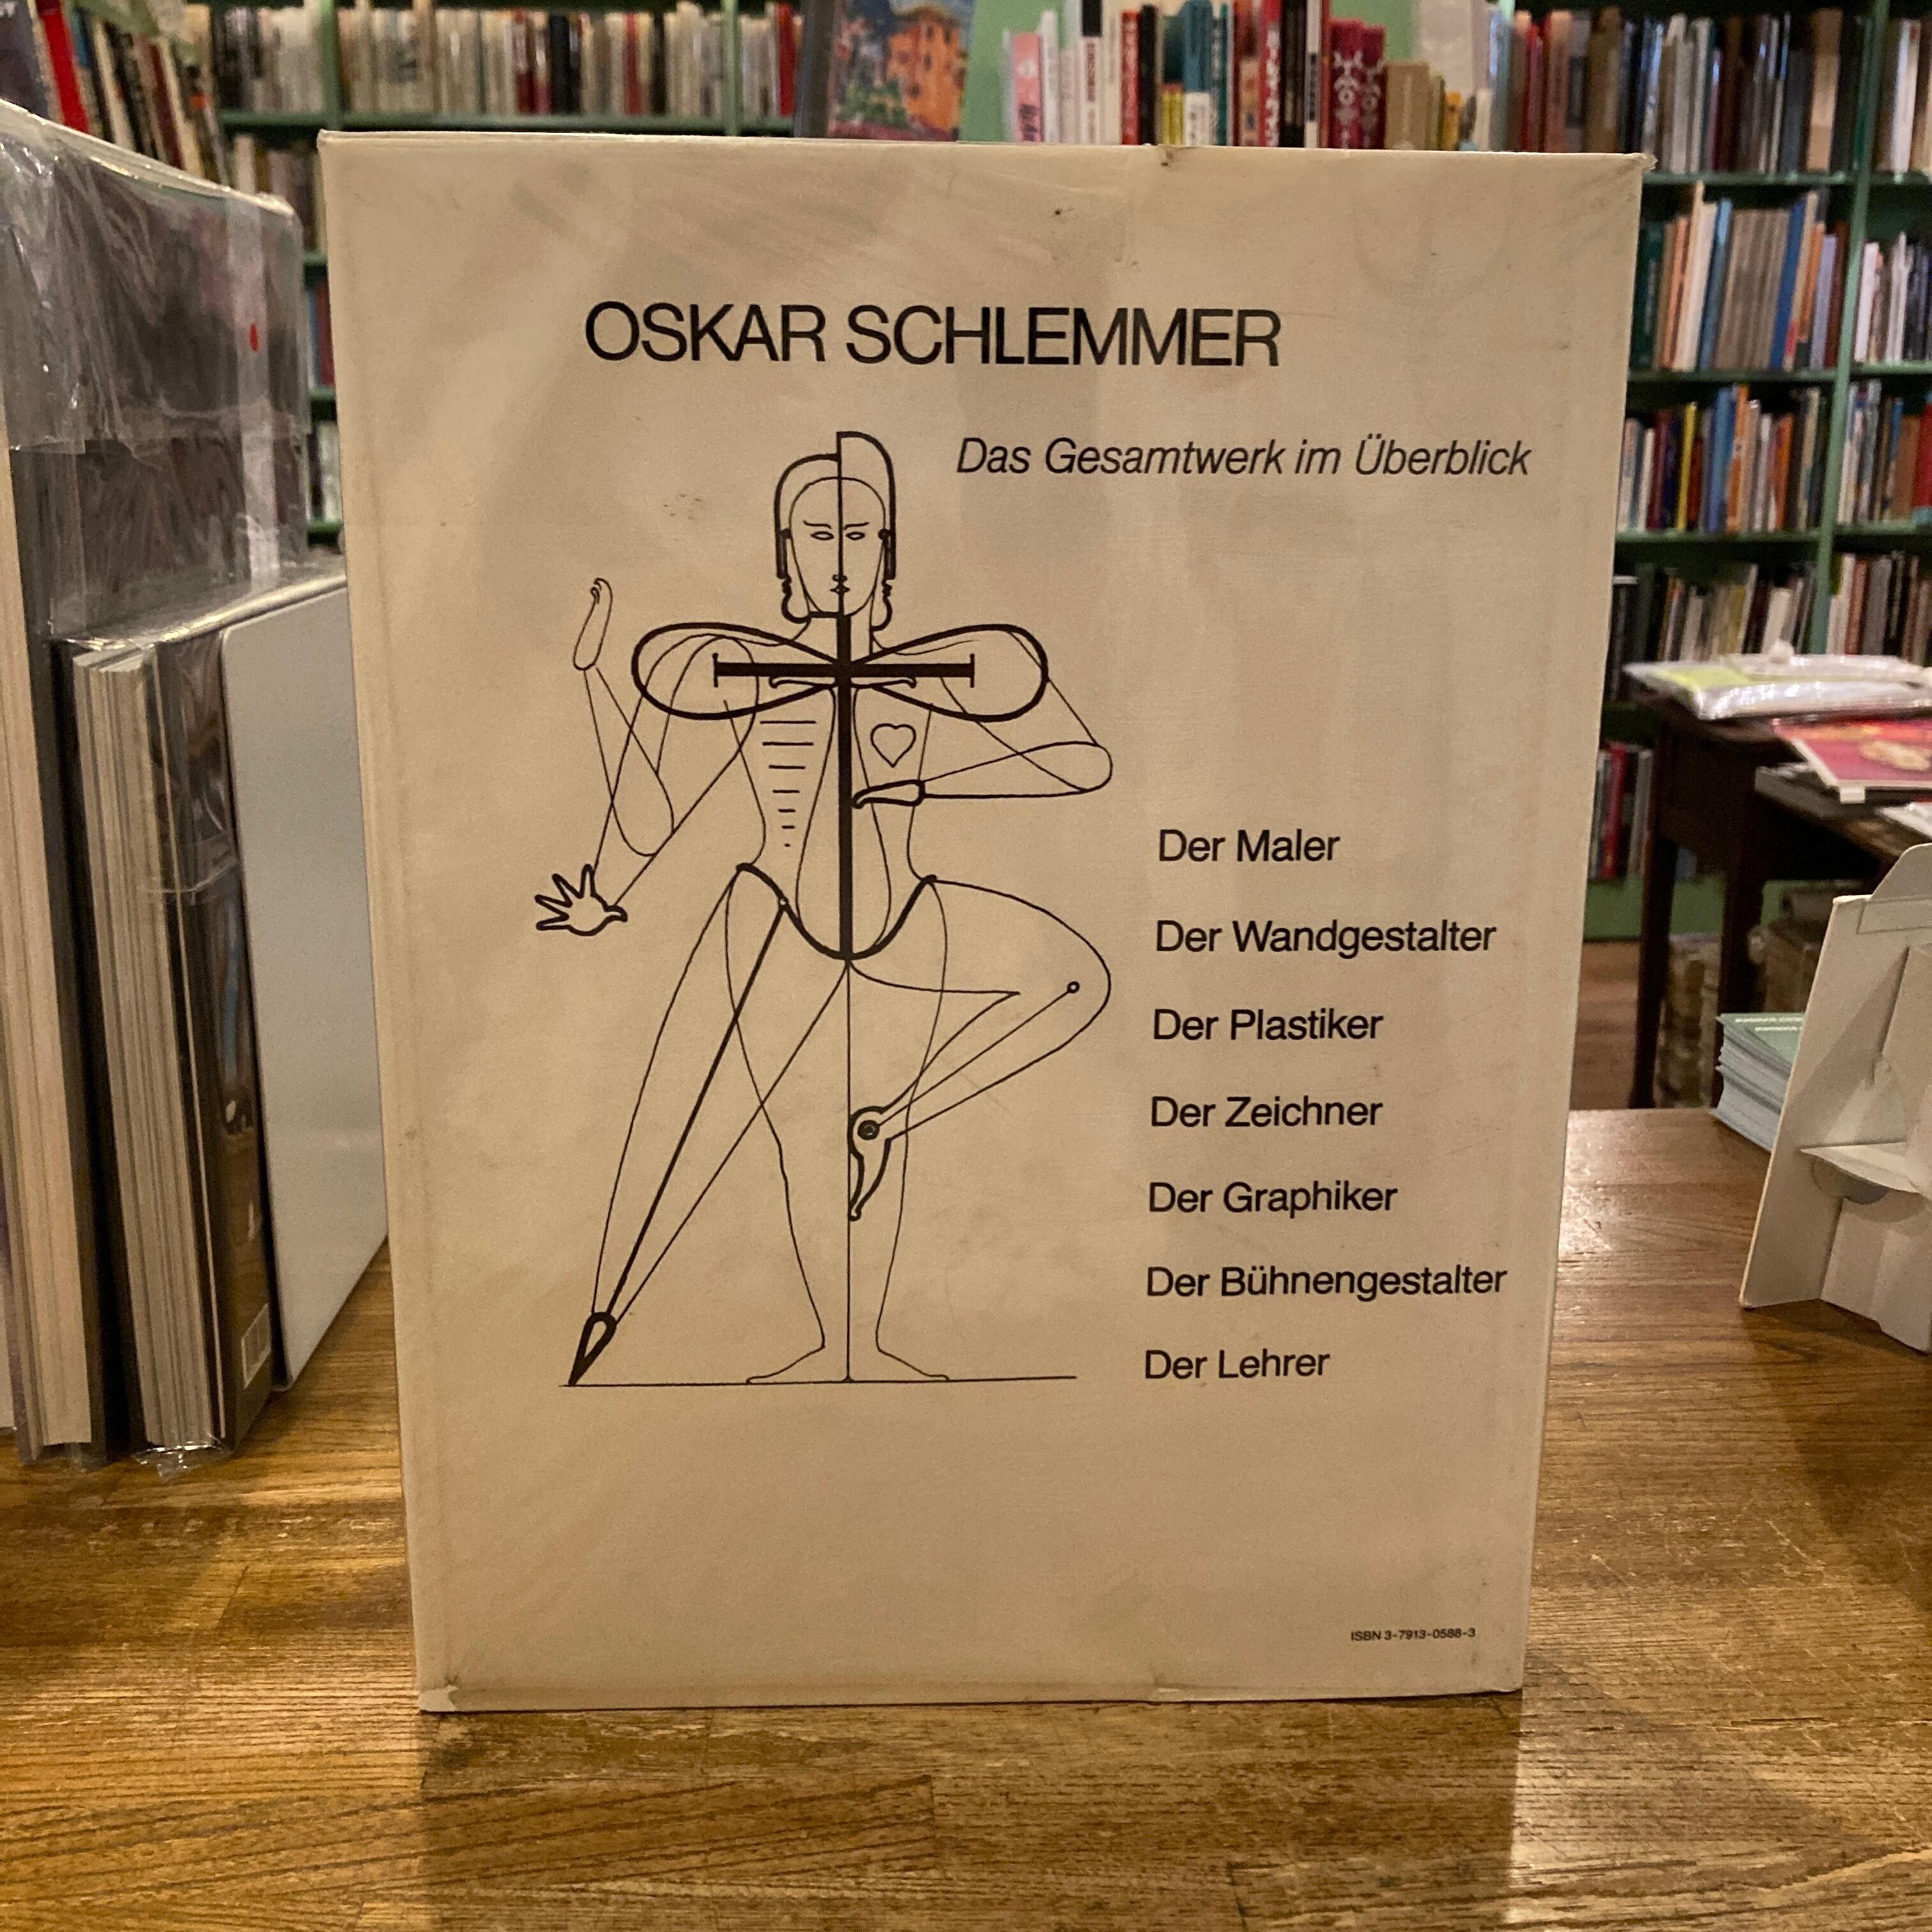 OSKAR SCHLEMMER
Das Gesamtwerk im Überblick
Der Maler
Der Wandgestalter
Der Plastiker
Der Zeichner
Der Graphiker
Der Bühnengestalter
Der Lehrer
ISBN 3-7913-0588-3